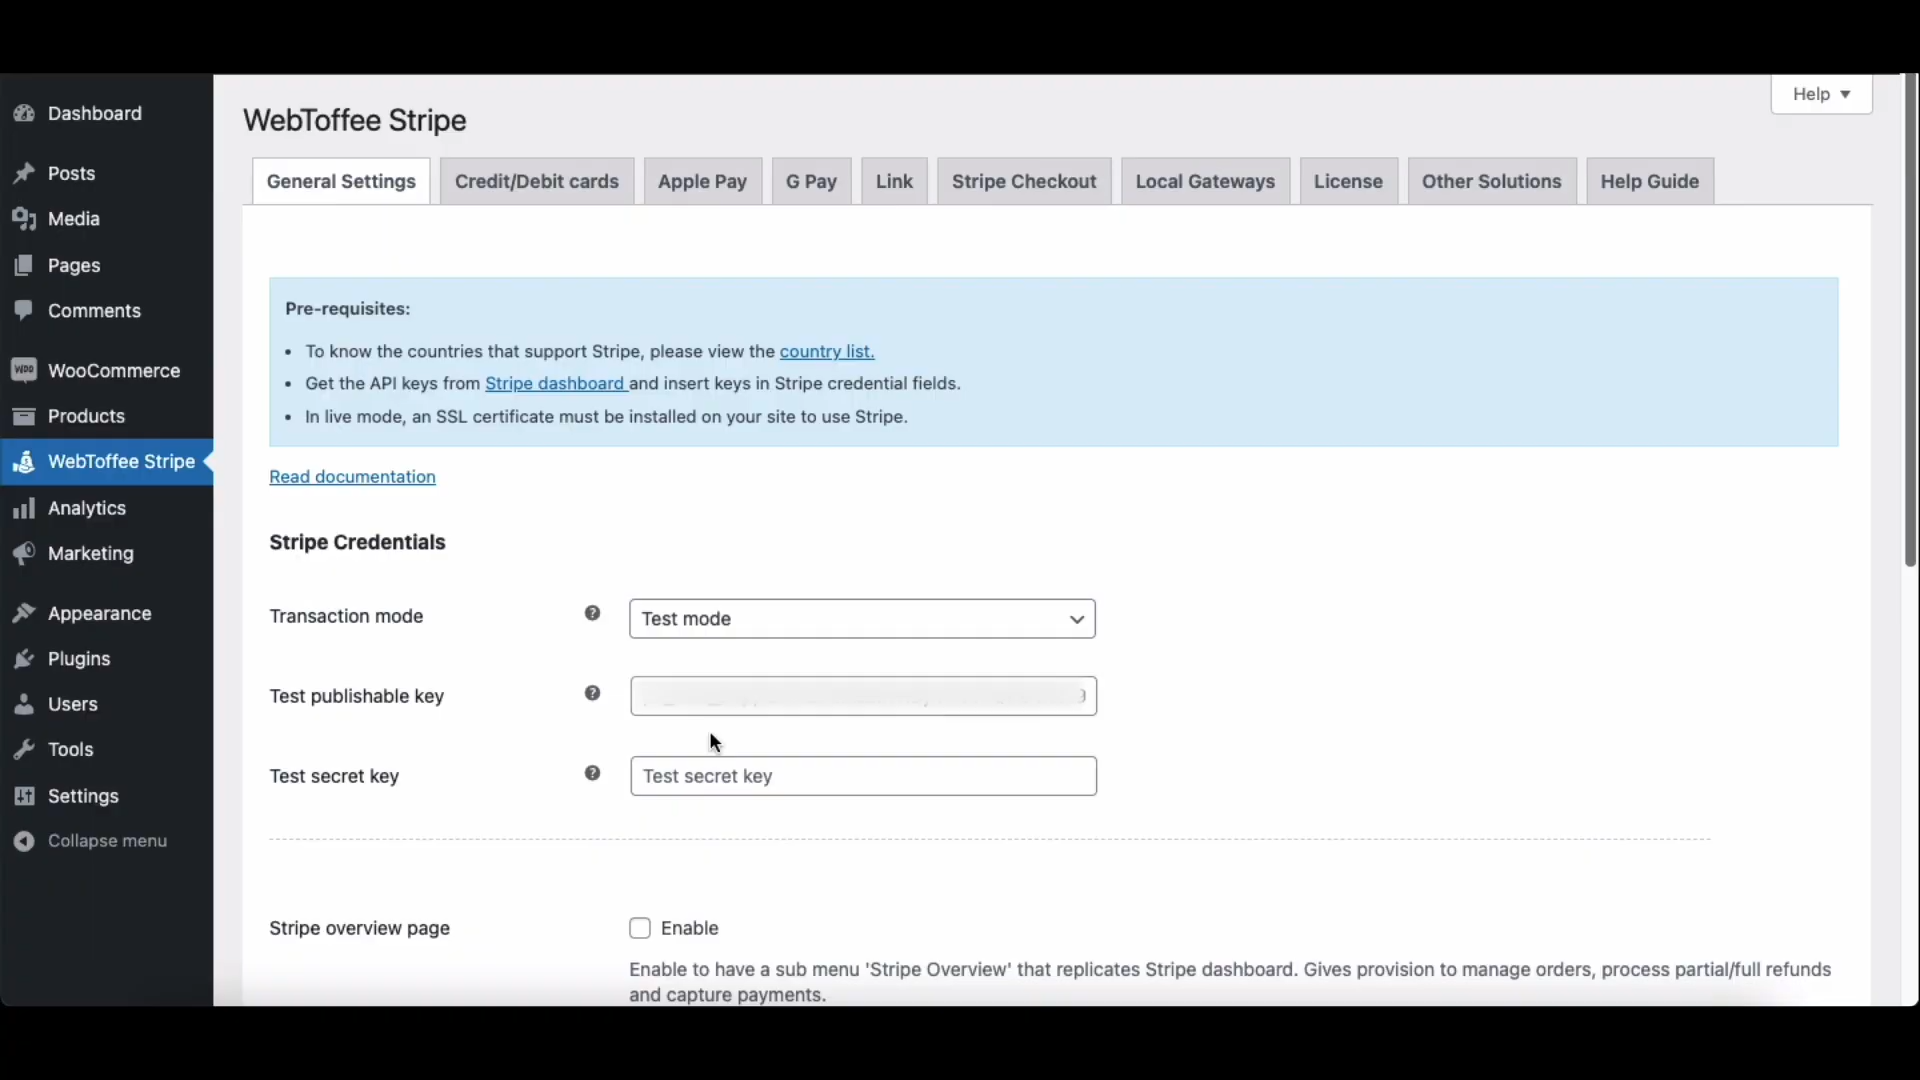 Help
Dashboard
Posts
Media
Pages
Comments
WooCommerce
Products
WebToffee Stripe
Analytics
Marketing
Appearance
Plugins
Users
Tools
Settings
Collapse menu
WebToffee Stripe
General Settings
Credit/Debit cards
Apple Pay
G Pay
Link
Stripe Checkout
Local Gateways
License
Other Solutions
Help Guide
Pre-requisites:
• To know the countries that support Stripe, please view the country list.
• Get the API keys from Stripe dashboard and insert keys in Stripe credential fields.
• In live mode, an SSL certificate must be installed on your site to use Stripe.
Read documentation
Stripe Credentials
Transaction mode
Test mode
Test publishable key
Test secret key
Test secret key
Stripe overview page
Enable
Enable to have a sub menu 'Stripe Overview' that replicates Stripe dashboard. Gives provision to manage orders, process partial/full refunds
and capture payments.